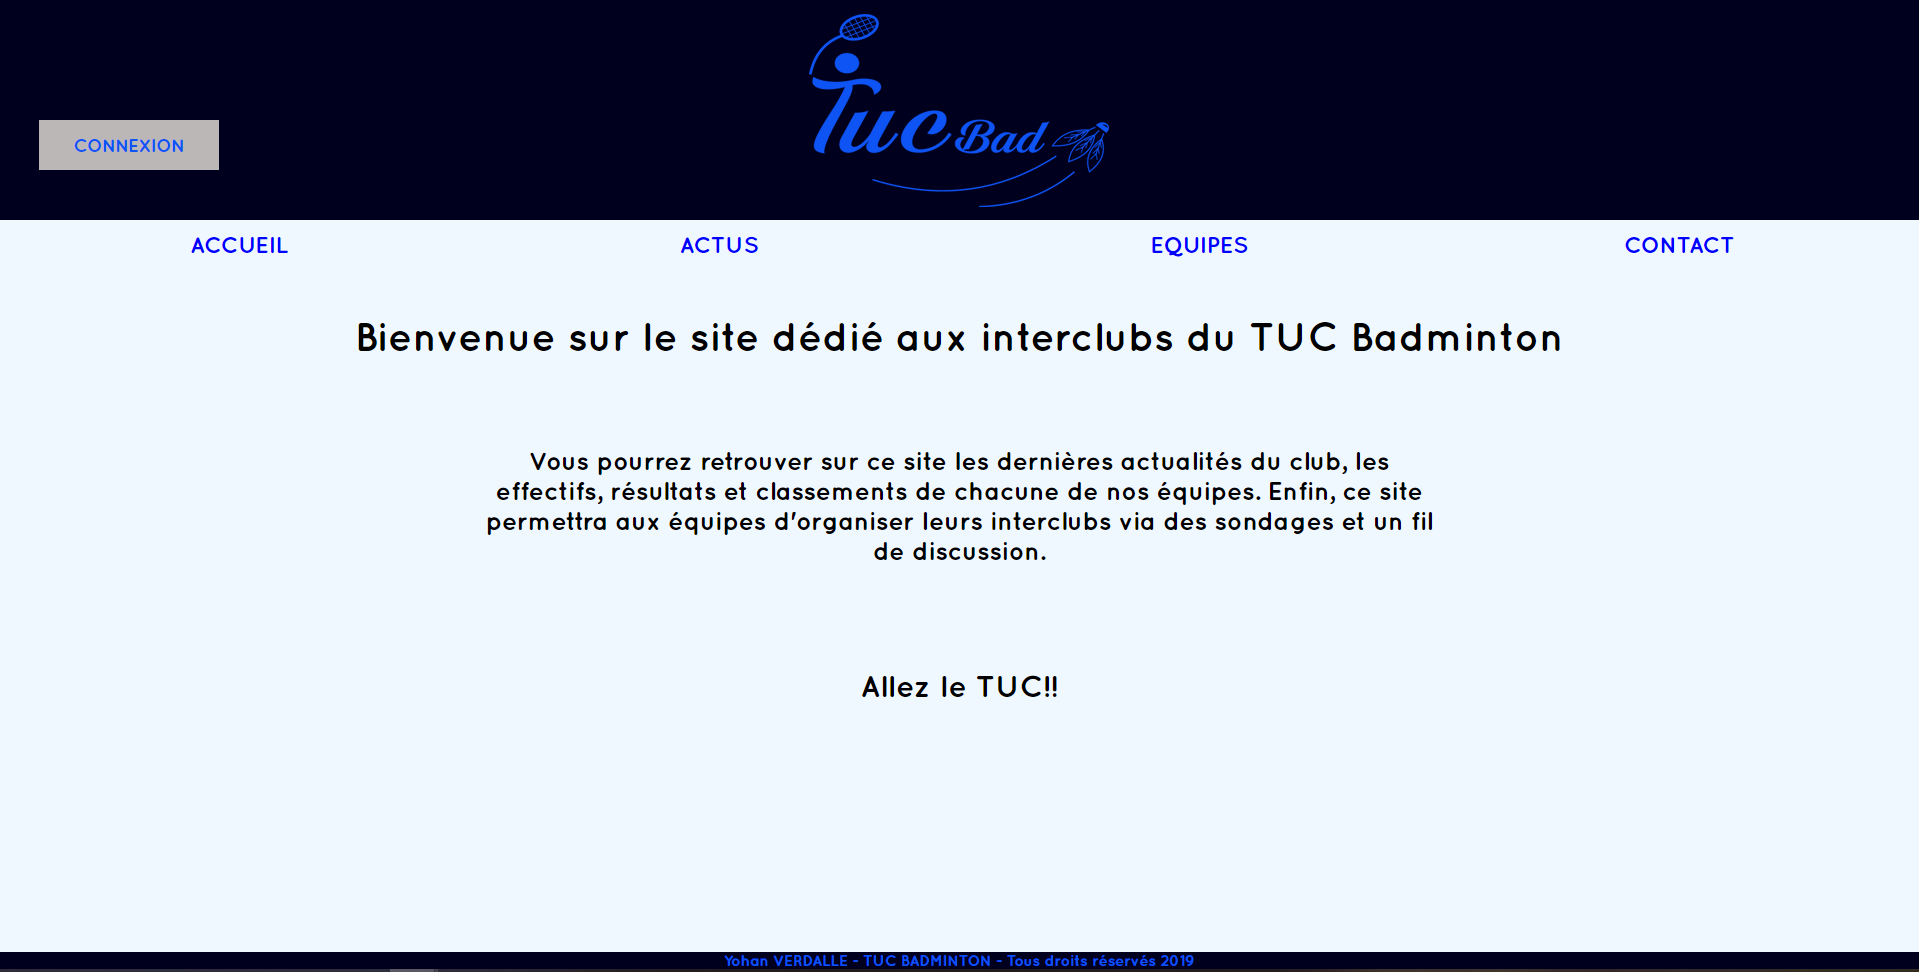 Tuc Bad
CONNEXION
ACCUEIL ACTUS EQUIPES CONTACT
Bienvenue sur le site dédié aux interclubs du TUC Badminton
Vous pourrez retrouver sur ce site les dernières actualités du club, les
effectifs, résultats et classements de chacune de nos équipes. Enfin, ce site
permettra aux équipes d'organiser leurs interclubs via des sondages et un fil
de discussion.
Allez le TUC!!
Yohan VERDALLE - TUC BADMINTON - Tous droits réservés 2019